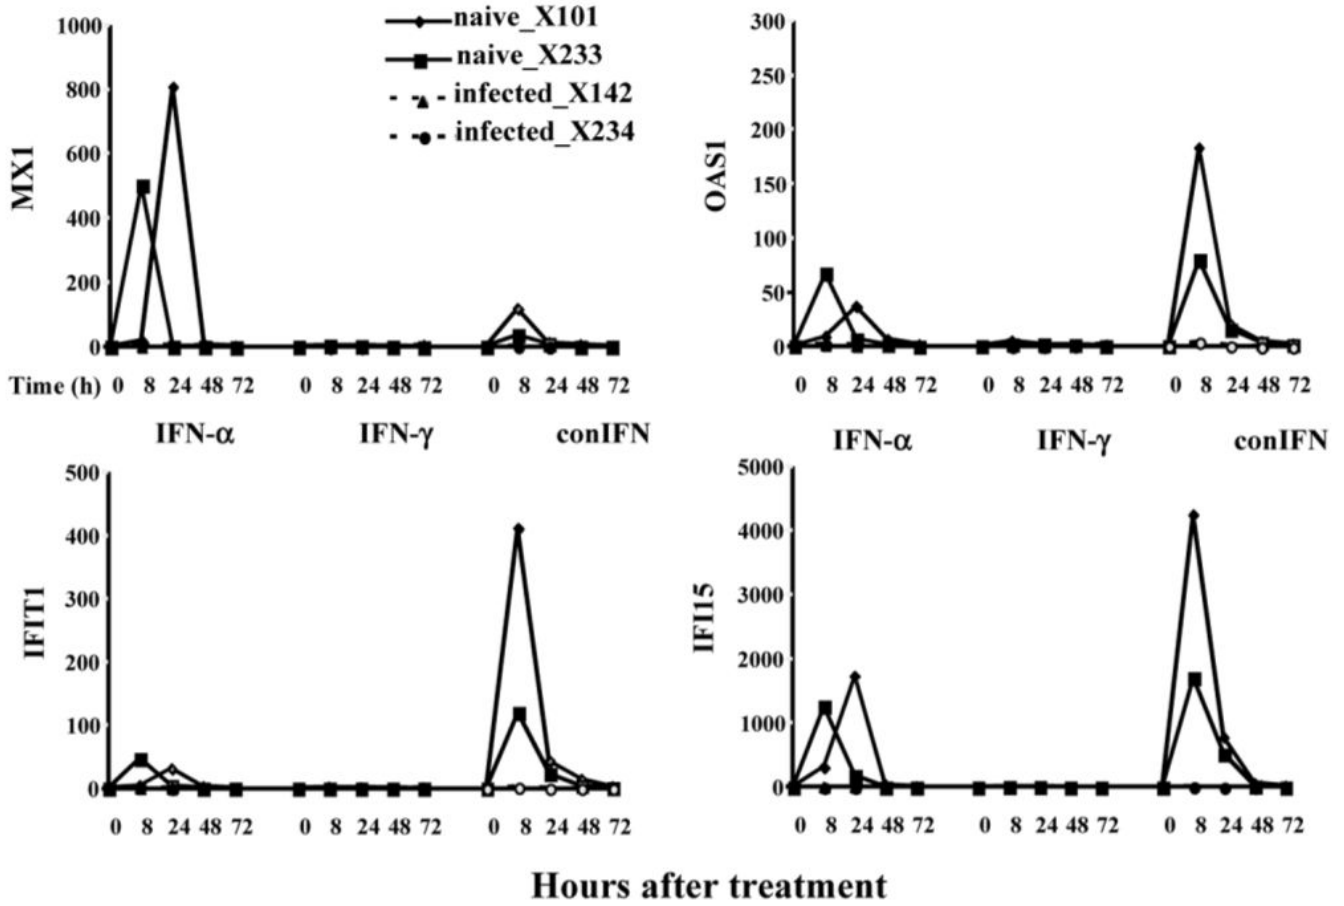 naive_X101
naive_X233
infected_X142
infected_X234
MX1
1000
800
600
400
200
0
Time (h) 0 8 24 48 72 0 8 24 48 72 0 8 24 48 72
IFN-α IFN-γ conIFN
OAS1
300
250
200
150
100
50
0
0 8 24 48 72 0 8 24 48 72 0 8 24 48 72
IFN-α IFN-γ conIFN
IFIT1
500
400
300
200
100
0
0 8 24 48 72 0 8 24 48 72 0 8 24 48 72
IFI15
5000
4000
3000
2000
1000
0
0 8 24 48 72 0 8 24 48 72 0 8 24 48 72
Hours after treatment